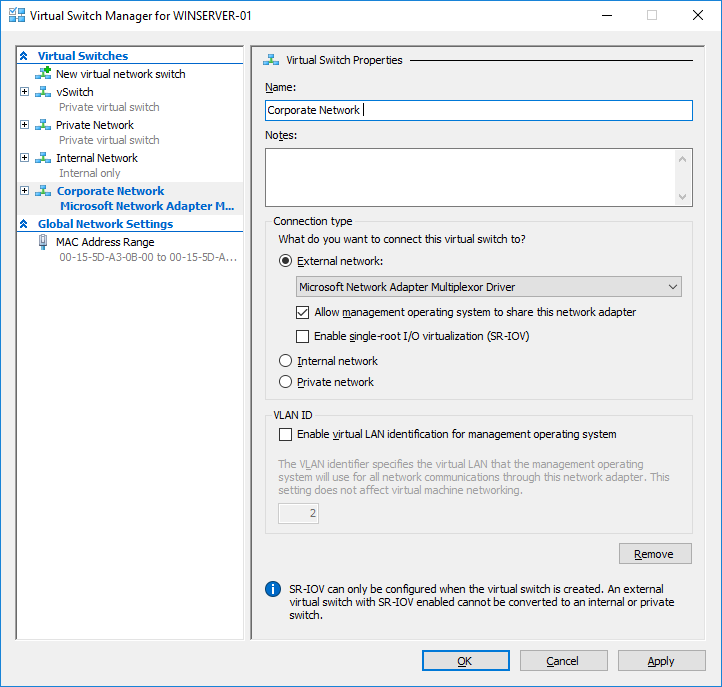 Virtual Switch Manager for WINSERVER-01
Virtual Switches
New virtual network switch
vSwitch
Private virtual switch
Private Network
Private virtual switch
Internal Network
Internal only
Corporate Network
Microsoft Network Adapter M...
Global Network Settings
MAC Address Range
00-15-5D-A3-0B-00 to 00-15-5D-A...
Virtual Switch Properties
Name:
Corporate Network
Notes:
Connection type
What do you want to connect this virtual switch to?
External network:
Microsoft Network Adapter Multiplexor Driver
Allow management operating system to share this network adapter
Enable single-root I/O virtualization (SR-IOV)
Internal network
Private network
VLAN ID
Enable virtual LAN identification for management operating system
The VLAN identifier specifies the virtual LAN that the management operating
system will use for all network communications through this network adapter. This
setting does not affect virtual machine networking.
2
Remove
SR-IOV can only be configured when the virtual switch is created. An external
virtual switch with SR-IOV enabled cannot be converted to an internal or private
switch.
OK
Cancel
Apply